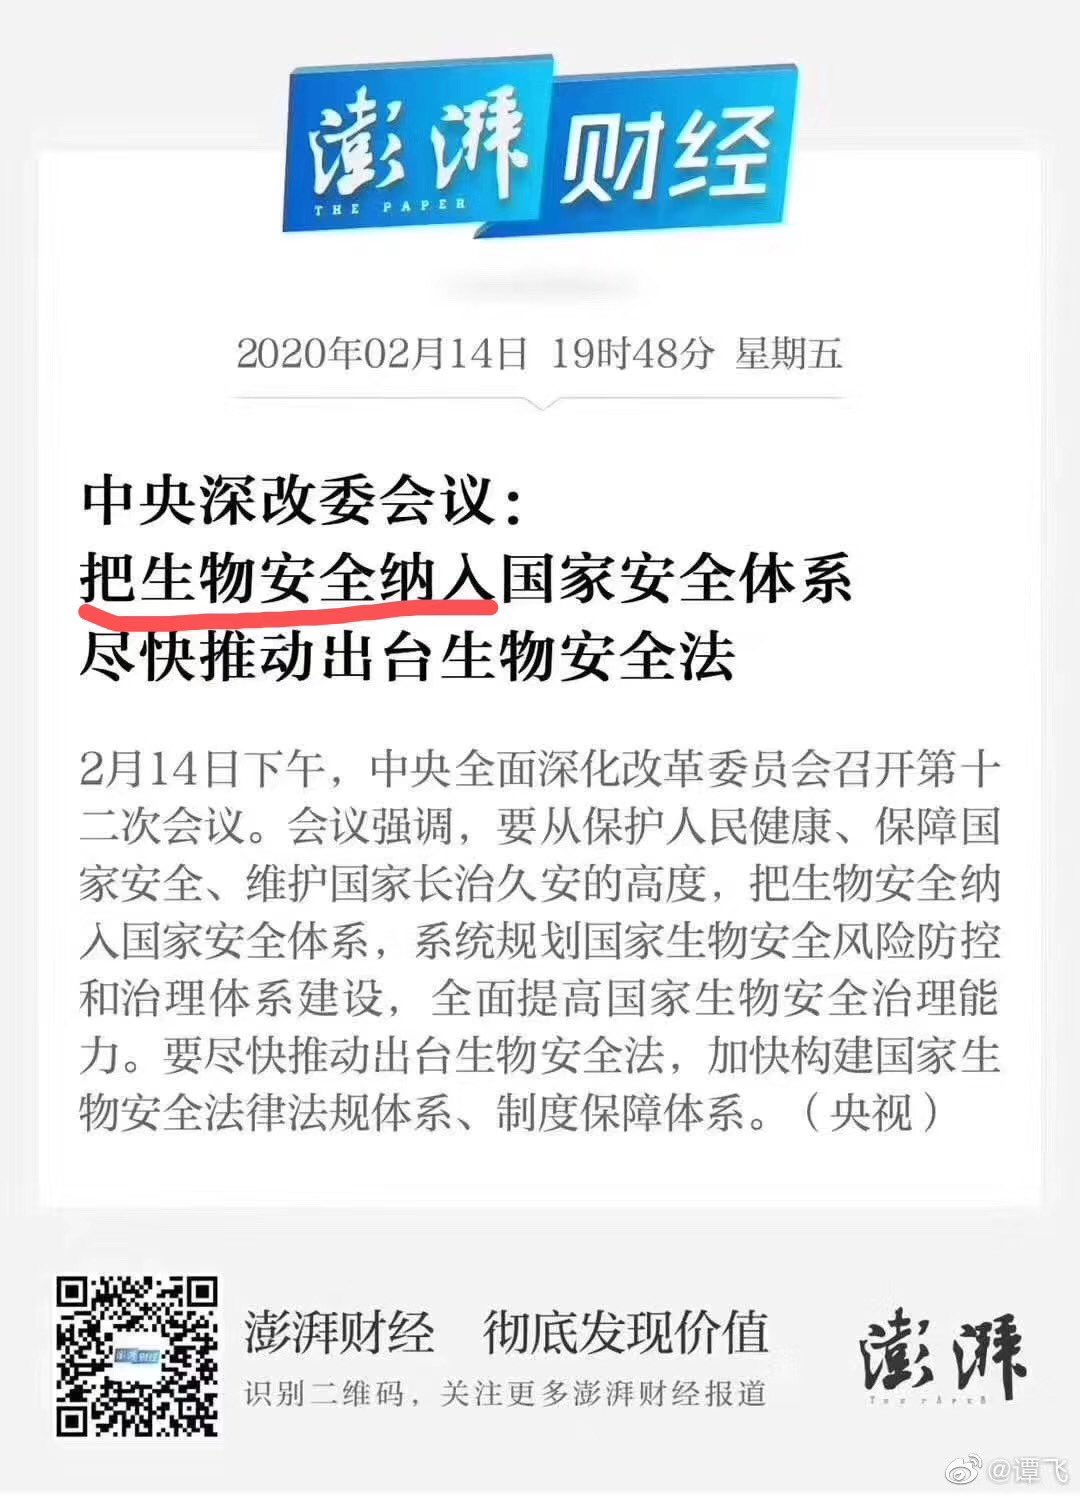 澎湃 财经
THE PAPER
2020年02月14日 19时48分 星期五
中央深改委会议：
把生物安全纳入国家安全体系
尽快推动出台生物安全法
2月14日下午，中央全面深化改革委员会召开第十
二次会议。会议强调，要从保护人民健康、保障国
家安全、维护国家长治久安的高度，把生物安全纳
入国家安全体系，系统规划国家生物安全风险防控
和治理体系建设，全面提高国家生物安全治理能
力。要尽快推动出台生物安全法，加快构建国家生
物安全法律法规体系、制度保障体系。（央视）
澎湃财经
澎湃财经 彻底发现价值
识别二维码，关注更多澎湃财经报道
澎湃
THE PAPER
@谭飞